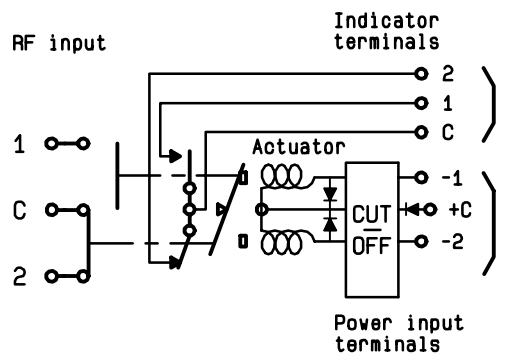 Indicator
terminals
RF input
2
1
C
Actuator
1
-1
C
CUT
OFF
+C
-2
2
Power input
terminals